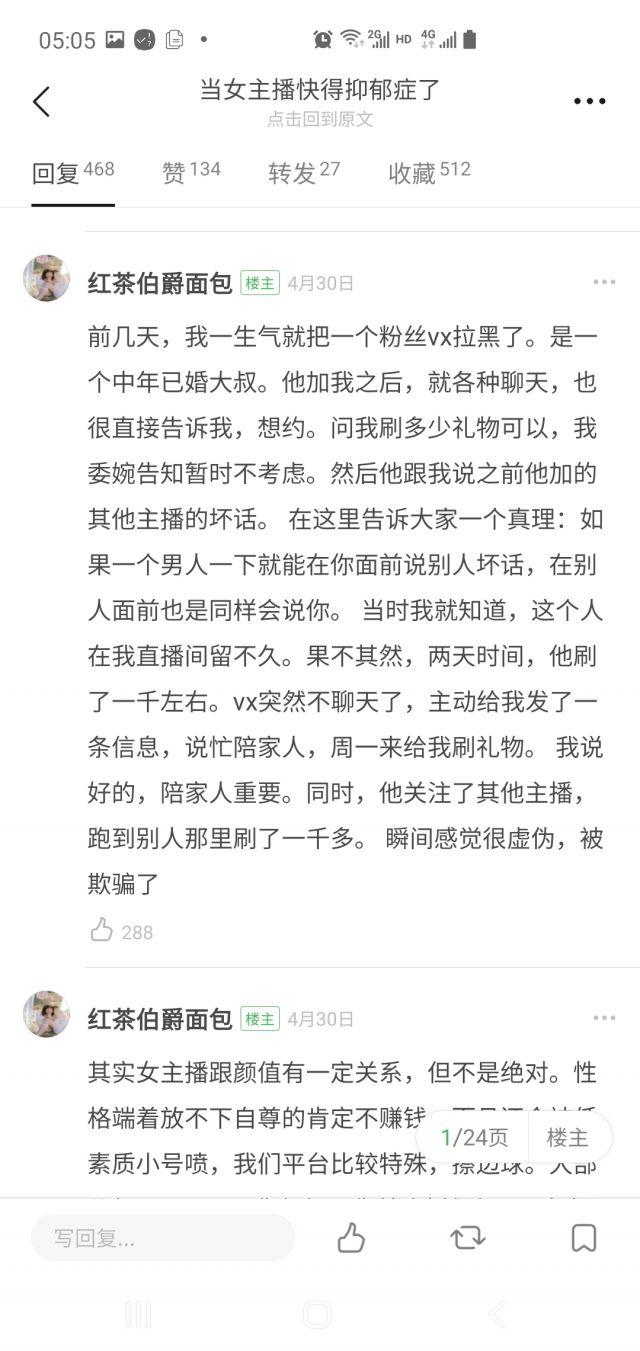 05:05
2G HD 4G
当女主播快得抑郁症了
点击回到原文
回复 468 赞 134 转发 27 收藏 512
红茶伯爵面包 楼主 4月30日
前几天，我一生气就把一个粉丝vx拉黑了。是一
个中年已婚大叔。他加我之后，就各种聊天，也
很直接告诉我，想约。问我刷多少礼物可以，我
委婉告知暂时不考虑。然后他跟我说之前他加的
其他主播的坏话。 在这里告诉大家一个真理：如
果一个男人一下就能在你面前说别人坏话，在别
人面前也是同样会说你。 当时我就知道，这个人
在我直播间留不久。果不其然，两天时间，他刷
了一千左右。vx突然不聊天了，主动给我发了一
条信息，说忙陪家人，周一来给我刷礼物。 我说
好的，陪家人重要。同时，他关注了其他主播，
跑到别人那里刷了一千多。 瞬间感觉很虚伪，被
欺骗了
288
红茶伯爵面包 楼主 4月30日
其实女主播跟颜值有一定关系，但不是绝对。性
格端着放不下自尊的肯定不赚钱
素质小号喷，我们平台比较特殊，擦边球。大部
1/24页 楼主
写回复...